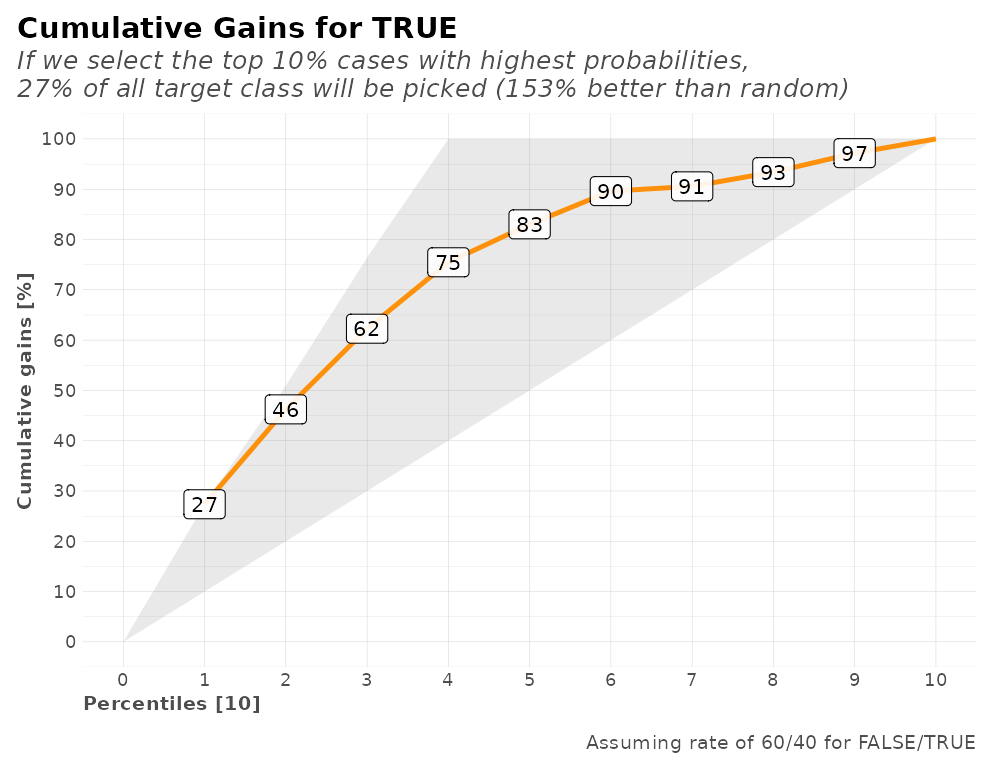 Cumulative Gains for TRUE
If we select the top 10% cases with highest probabilities,
27% of all target class will be picked (153% better than random)
Cumulative gains [%]
100
90
80
70
60
50
40
30
20
10
0
27
46
62
75
83
90
91
93
97
0 1 2 3 4 5 6 7 8 9 10
Percentiles [10]
Assuming rate of 60/40 for FALSE/TRUE